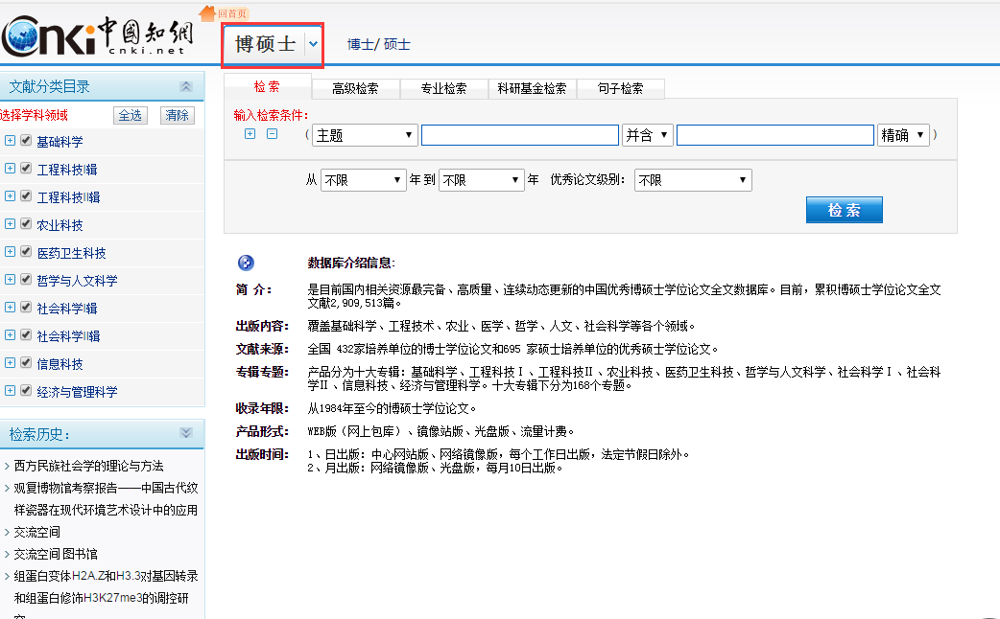 回首页
cnki中國知網
cnki.net
博硕士
博士/ 硕士
文献分类目录
选择学科领域 全选 清除
基础科学
工程科技I辑
工程科技II辑
农业科技
医药卫生科技
哲学与人文科学
社会科学I辑
社会科学II辑
信息科技
经济与管理科学
检索历史:
西方民族社会学的理论与方法
观复博物馆考察报告——中国古代纹
样瓷器在现代环境艺术设计中的应用
交流空间
交流空间 图书馆
组蛋白变体H2A.Z和H3.3对基因转录
和组蛋白修饰H3K27me3的调控研
检索 高级检索 专业检索 科研基金检索 句子检索
输入检索条件:
( 主题 并含 精确 )
从 不限 年 到 不限 年 优秀论文级别: 不限
检索
数据库介绍信息:
简 介: 是目前国内相关资源最完备、高质量、连续动态更新的中国优秀博硕士学位论文全文数据库。目前，累积博硕士学位论文全文
文献2,909,513篇。
出版内容: 覆盖基础科学、工程技术、农业、医学、哲学、人文、社会科学等各个领域。
文献来源: 全国 432家培养单位的博士学位论文和695 家硕士培养单位的优秀硕士学位论文。
专辑专题: 产品分为十大专辑: 基础科学、工程科技Ⅰ、工程科技Ⅱ、农业科技、医药卫生科技、哲学与人文科学、社会科学Ⅰ、社会科
学Ⅱ、信息科技、经济与管理科学。十大专辑下分为168个专题。
收录年限: 从1984年至今的博硕士学位论文。
产品形式: WEB版（网上包库）、镜像站版、光盘版、流量计费。
出版时间: 1、日出版: 中心网站版、网络镜像版，每个工作日出版，法定节假日除外。
2、月出版: 网络镜像版、光盘版，每月10日出版。